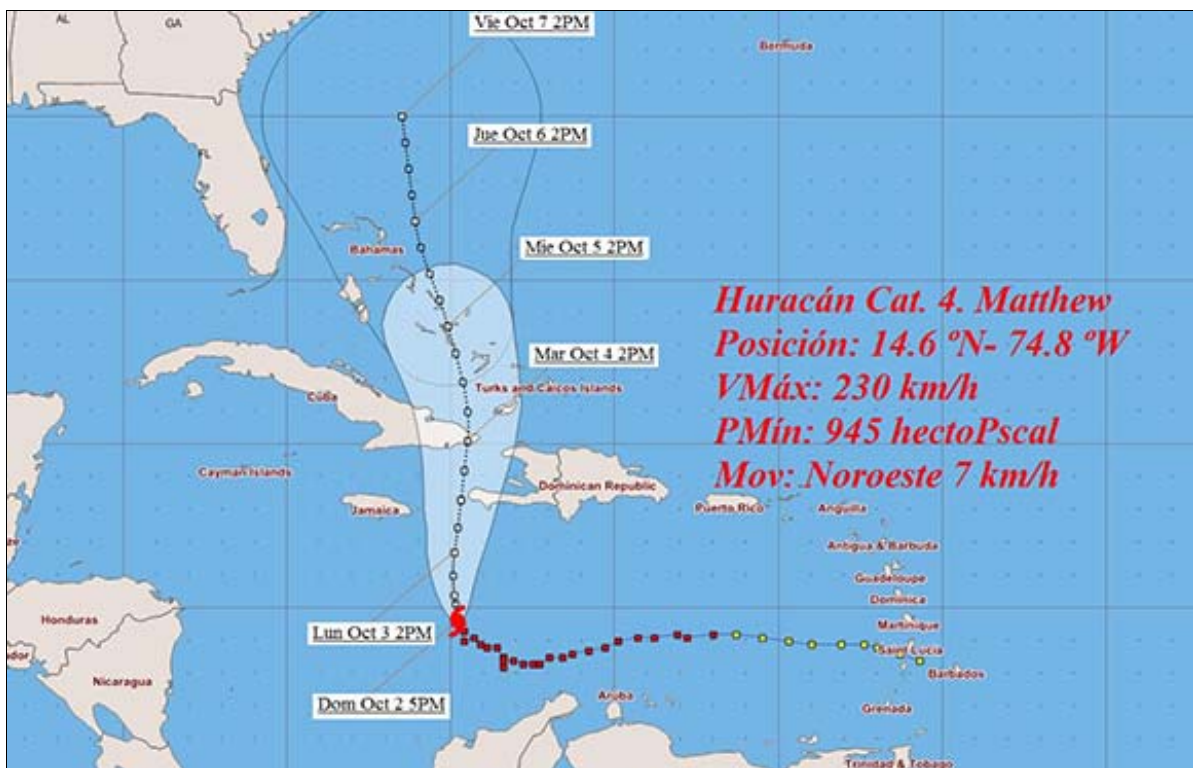 Vie Oct 7 2PM
AL
GA
Bermuda
Jue Oct 6 2PM
FL
Bahamas
Mie Oct 5 2PM
Huracán Cat. 4. Matthew
Posición: 14.6 ºN- 74.8 ºW
VMáx: 230 km/h
PMín: 945 hectoPscal
Mov: Noroeste 7 km/h
Mar Oct 4 2PM
Turks and Caicos Islands
Cuba
Cayman Islands
Dominican Republic
Jamaica
Puerto Rico
Anguilla
Antigua & Barbuda
Guadeloupe
Dominica
Honduras
Lun Oct 3 2PM
Martinique
Saint Lucia
Nicaragua
Barbados
Dom Oct 2 5PM
Aruba
Grenada
Trinidad & Tobago